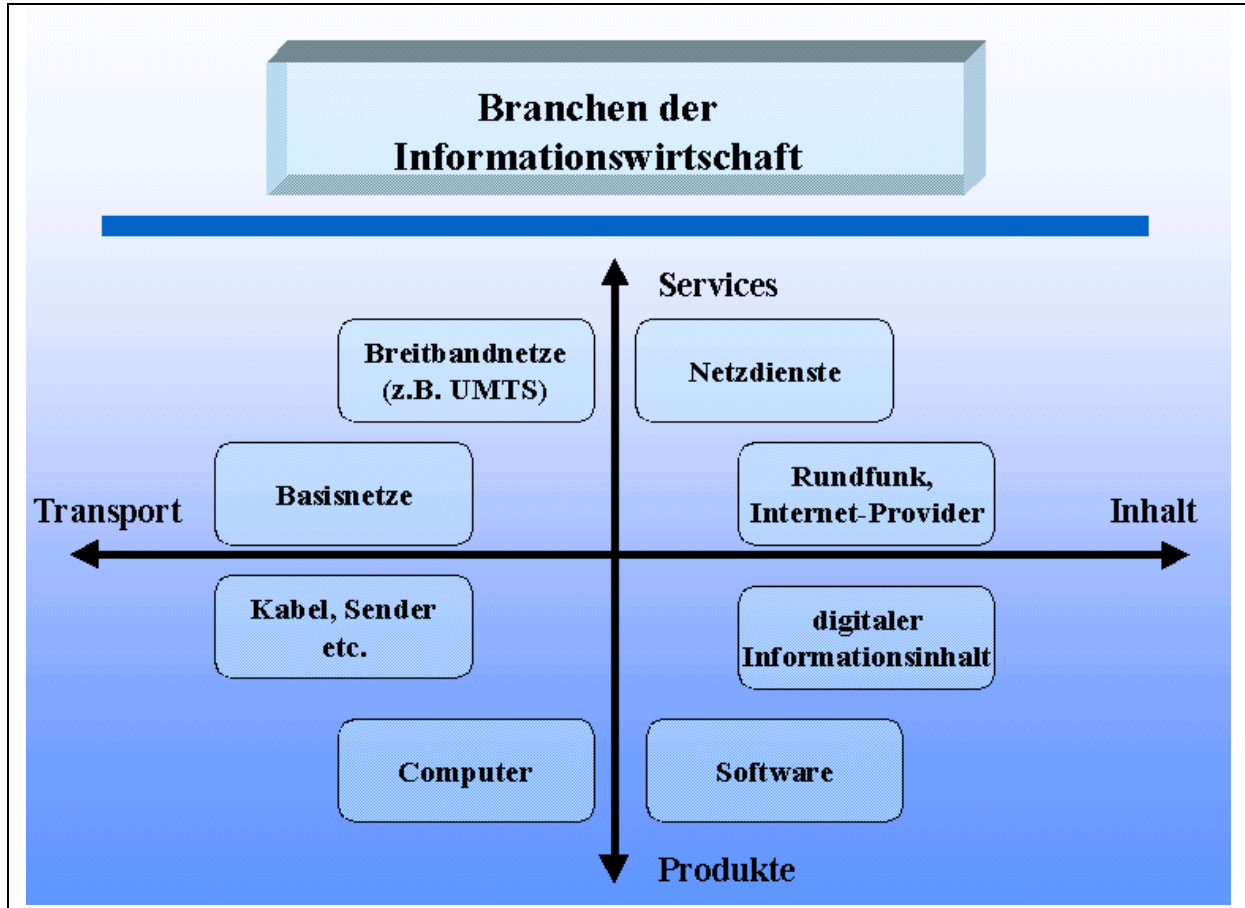 Branchen der
Informationswirtschaft
Services
Breitbandnetze
(z.B. UMTS)
Netzdienste
Transport
Basisnetze
Rundfunk,
Internet-Provider
Inhalt
Kabel, Sender
etc.
digitaler
Informationsinhalt
Computer
Software
Produkte